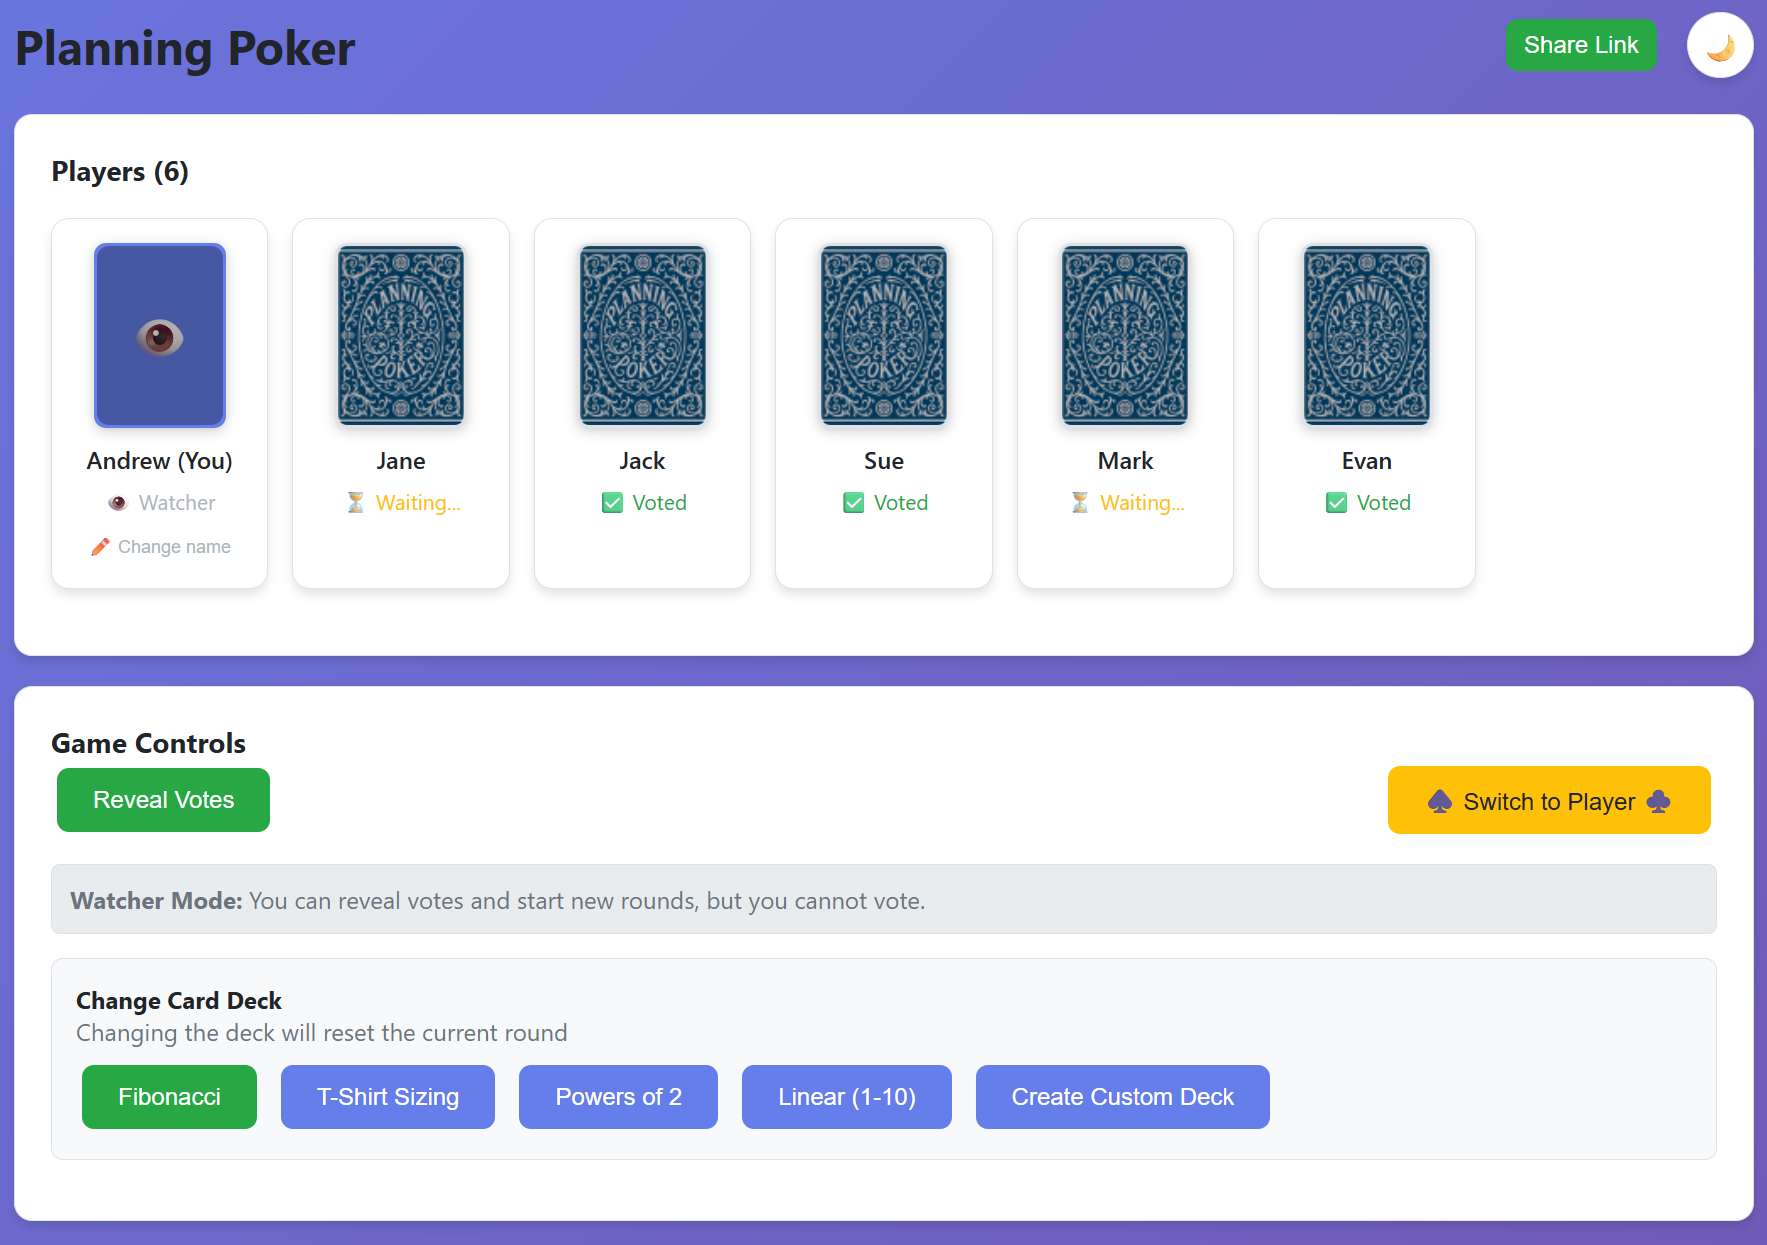 Planning Poker
Share Link
Players (6)
PLANNING
POKER
PLANNING
POKER
PLANNING
POKER
PLANNING
POKER
PLANNING
POKER
Andrew (You)
Watcher
Change name
Jane
Waiting...
Jack
Voted
Sue
Voted
Mark
Waiting...
Evan
Voted
Game Controls
Reveal Votes
Switch to Player
Watcher Mode: You can reveal votes and start new rounds, but you cannot vote.
Change Card Deck
Changing the deck will reset the current round
Fibonacci
T-Shirt Sizing
Powers of 2
Linear (1-10)
Create Custom Deck